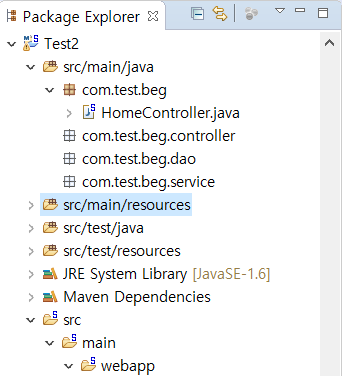 Package Explorer
Test2
src/main/java
com.test.beg
HomeController.java
com.test.beg.controller
com.test.beg.dao
com.test.beg.service
src/main/resources
src/test/java
src/test/resources
JRE System Library [JavaSE-1.6]
Maven Dependencies
src
main
webapp